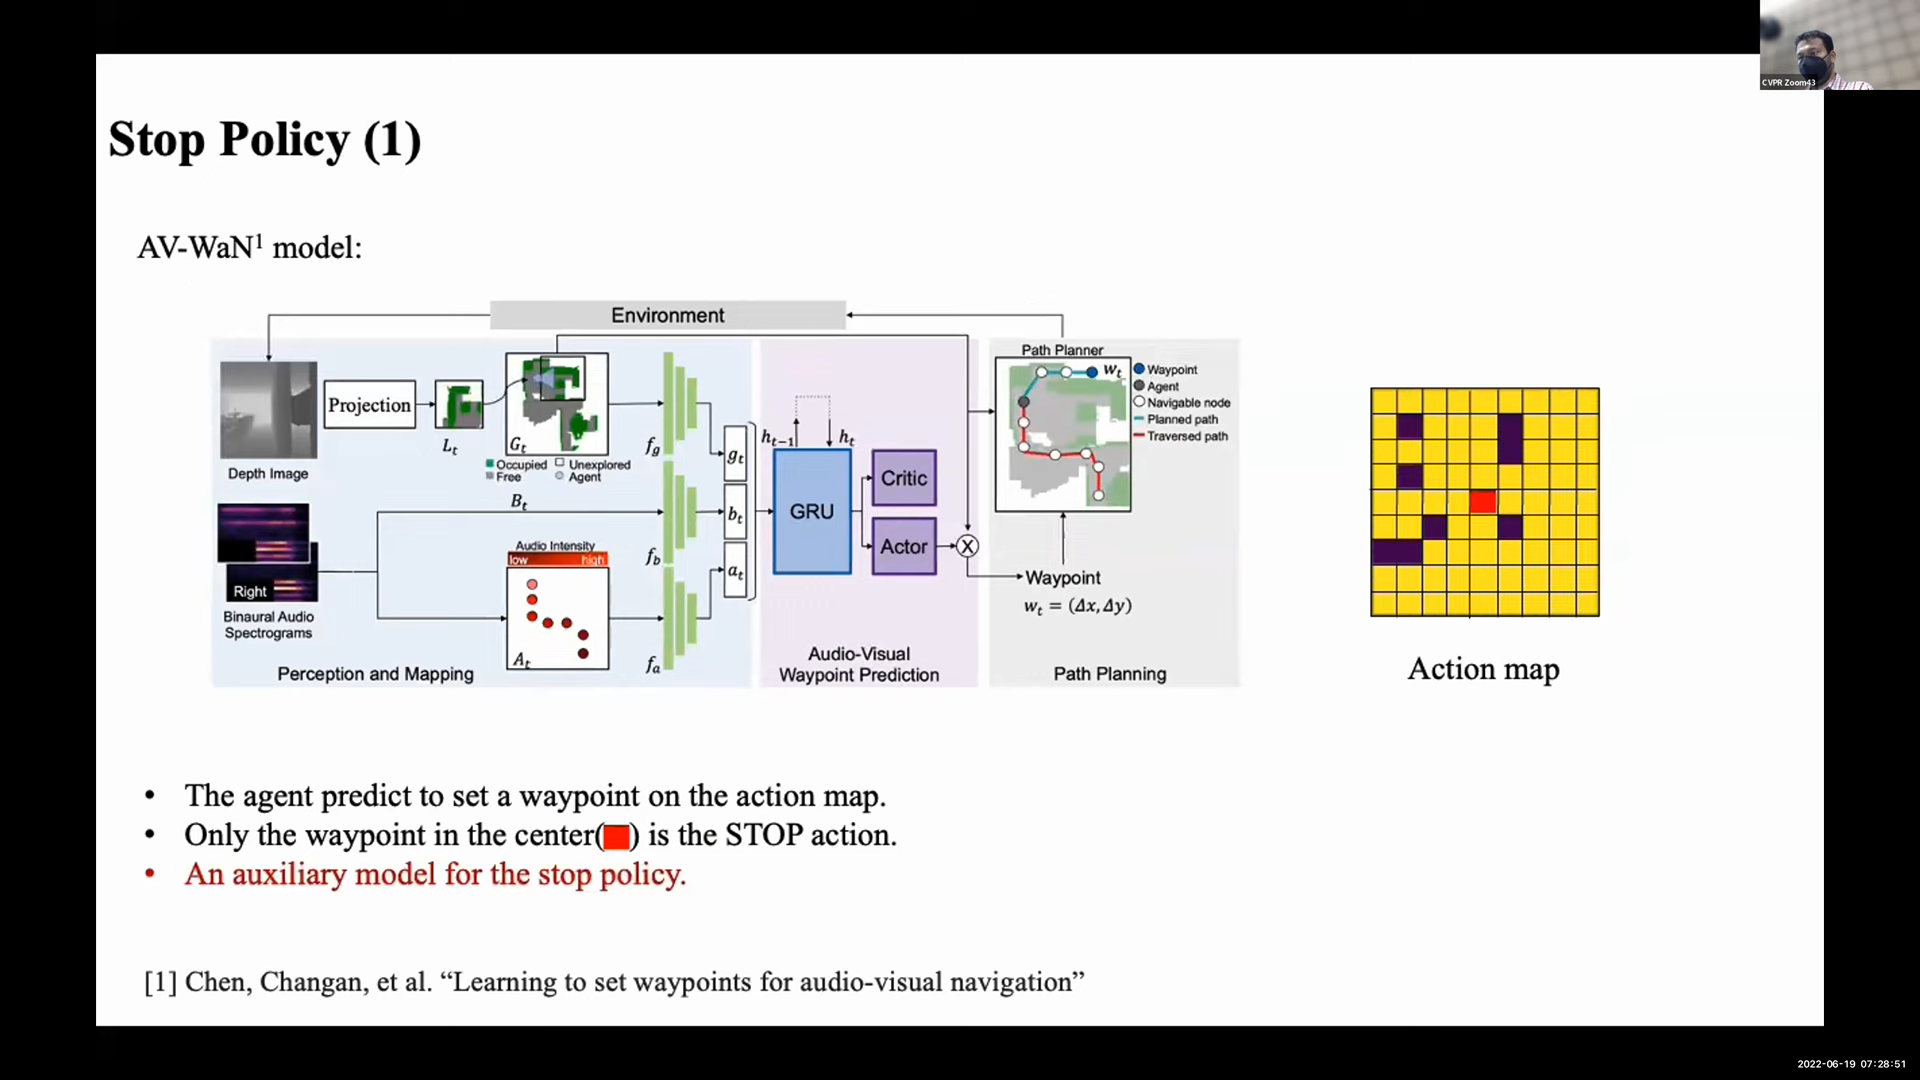 CVPR Zoom43
Stop Policy (1)
AV-WaN¹ model:
Environment
Depth Image
Projection
Lₜ
Gₜ
Occupied Unexplored
Free Agent
Bₜ
Right
Binaural Audio
Spectrograms
Audio Intensity
low high
Aₜ
Perception and Mapping
f_g
f_b
f_a
gₜ
bₜ
aₜ
hₜ₋₁ hₜ
GRU
Critic
Actor
X
Audio-Visual
Waypoint Prediction
Path Planner
wₜ
Waypoint
Agent
Navigable node
Planned path
Traversed path
Waypoint
wₜ = (Δx, Δy)
Path Planning
Action map
• The agent predict to set a waypoint on the action map.
• Only the waypoint in the center( ) is the STOP action.
• An auxiliary model for the stop policy.
[1] Chen, Changan, et al. “Learning to set waypoints for audio-visual navigation”
2022-06-19 07:28:51